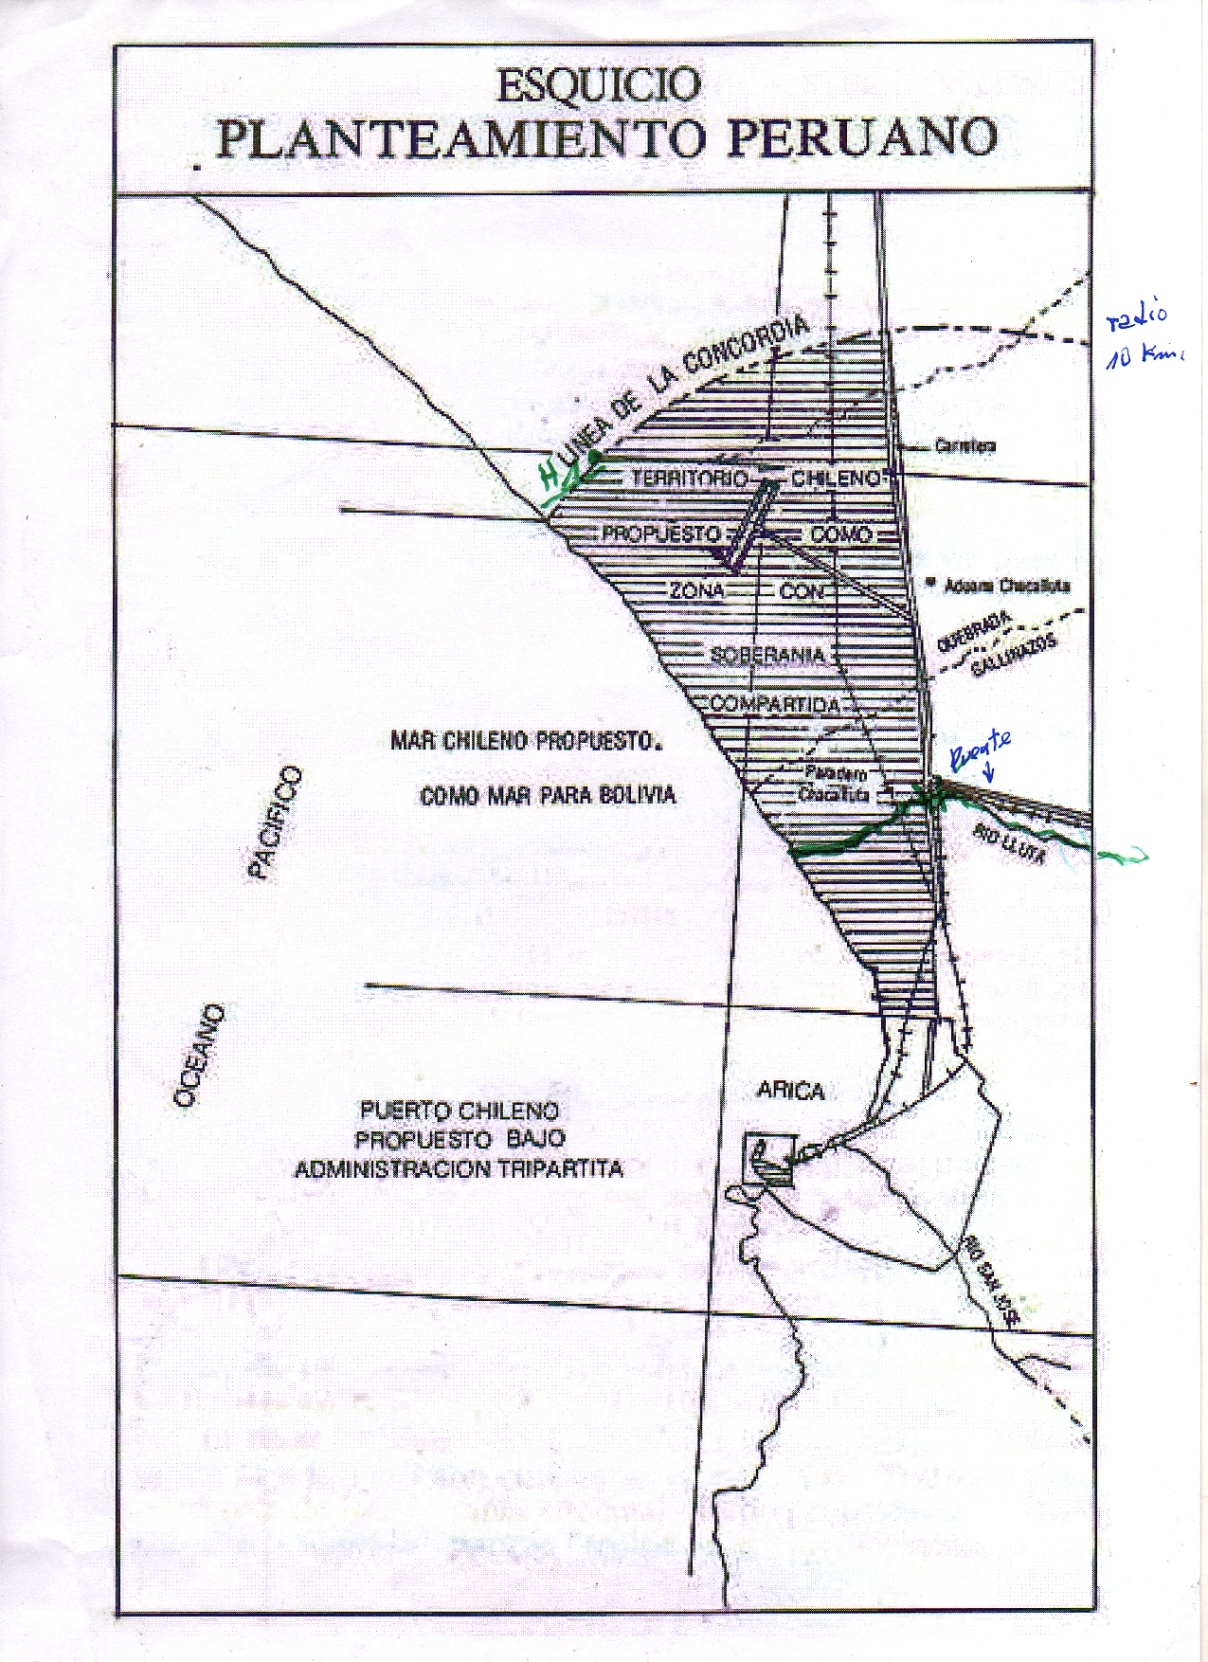 ESQUICIO
PLANTEAMIENTO PERUANO
radio
10 Km.
LINEA DE LA CONCORDIA
Carretera
H
TERRITORIO CHILENO
PROPUESTO COMO
Aduana Chacalluta
ZONA CON
QUEBRADA
GALLINAZOS
SOBERANIA
COMPARTIDA
MAR CHILENO PROPUESTO.
COMO MAR PARA BOLIVIA
Puente
Paradero
Chacalluta
RIO LLUTA
PACIFICO
OCEANO
ARICA
PUERTO CHILENO
PROPUESTO BAJO
ADMINISTRACION TRIPARTITA
RIO SAN JOSE